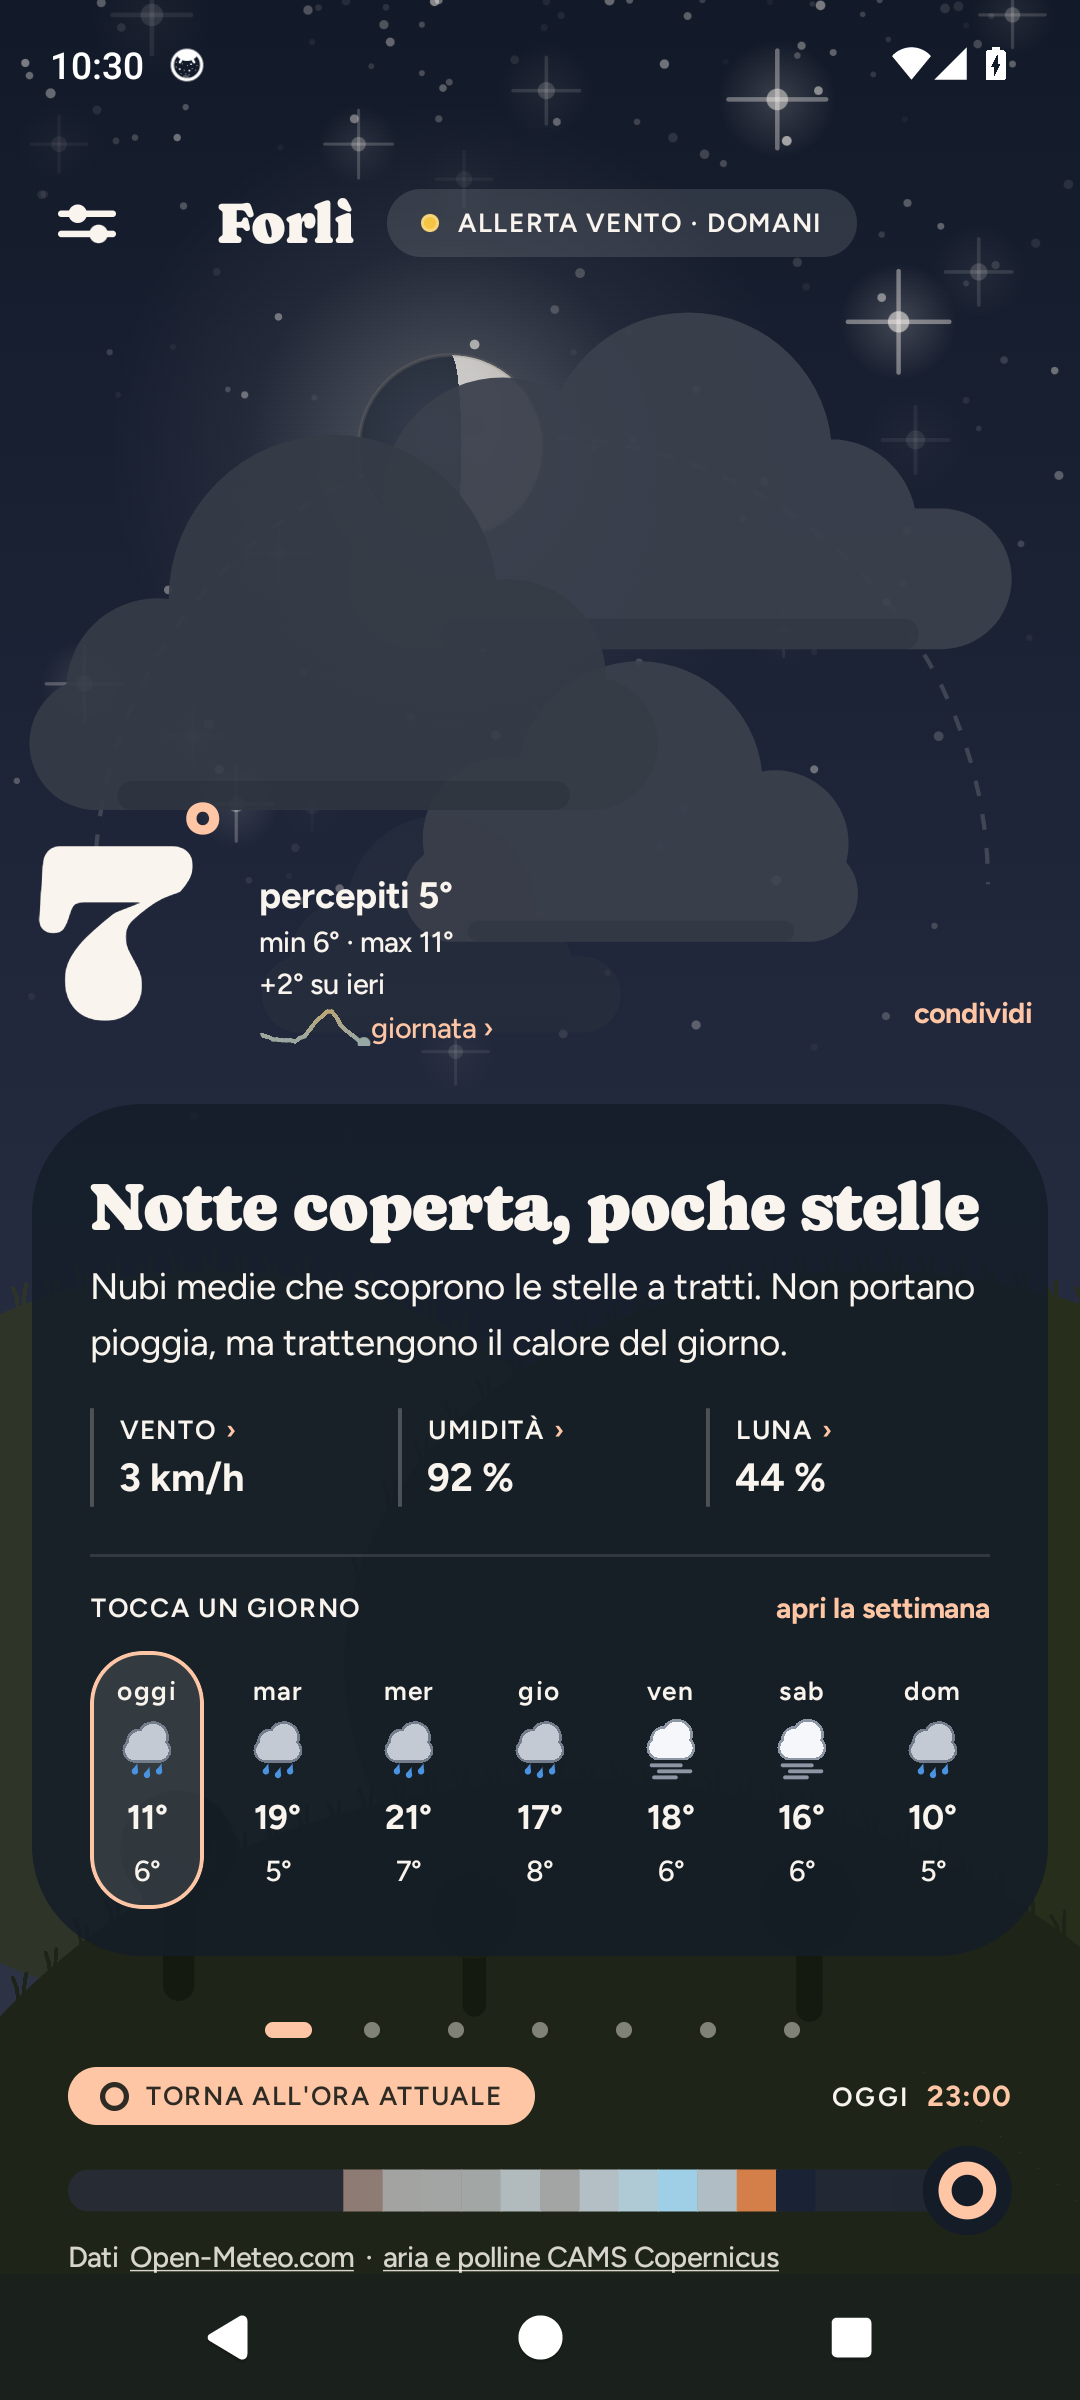 10:30
Forlì
ALLERTA VENTO · DOMANI
7°
percepiti 5°
min 6° · max 11°
+2° su ieri
giornata ›
condividi
Notte coperta, poche stelle
Nubi medie che scoprono le stelle a tratti. Non portano
pioggia, ma trattengono il calore del giorno.
VENTO › UMIDITÀ › LUNA ›
3 km/h 92 % 44 %
TOCCA UN GIORNO apri la settimana
oggi mar mer gio ven sab dom
11° 19° 21° 17° 18° 16° 10°
6° 5° 7° 8° 6° 6° 5°
TORNA ALL'ORA ATTUALE OGGI 23:00
Dati Open-Meteo.com · aria e polline CAMS Copernicus